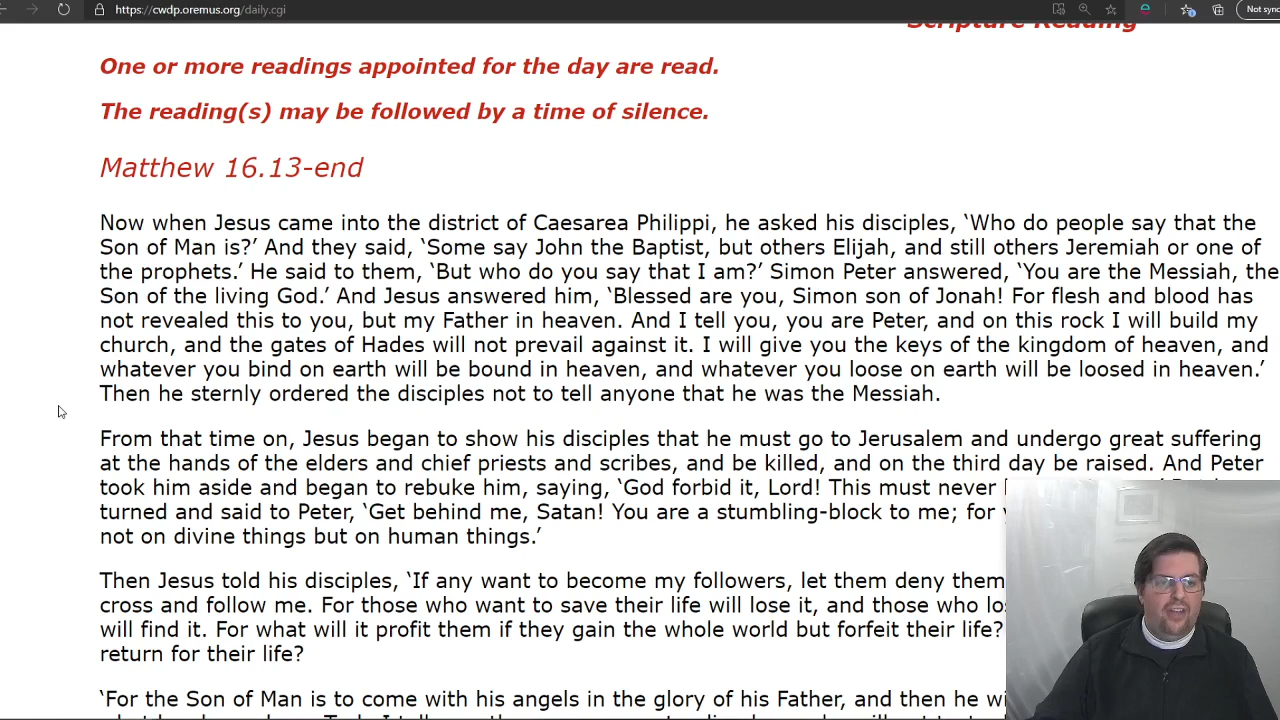 https://cwdp.oremus.org/daily.cgi
Not sync
Scripture Reading
One or more readings appointed for the day are read.
The reading(s) may be followed by a time of silence.
Matthew 16.13-end
Now when Jesus came into the district of Caesarea Philippi, he asked his disciples, ‘Who do people say that the
Son of Man is?’ And they said, ‘Some say John the Baptist, but others Elijah, and still others Jeremiah or one of
the prophets.’ He said to them, ‘But who do you say that I am?’ Simon Peter answered, ‘You are the Messiah, the
Son of the living God.’ And Jesus answered him, ‘Blessed are you, Simon son of Jonah! For flesh and blood has
not revealed this to you, but my Father in heaven. And I tell you, you are Peter, and on this rock I will build my
church, and the gates of Hades will not prevail against it. I will give you the keys of the kingdom of heaven, and
whatever you bind on earth will be bound in heaven, and whatever you loose on earth will be loosed in heaven.’
Then he sternly ordered the disciples not to tell anyone that he was the Messiah.
From that time on, Jesus began to show his disciples that he must go to Jerusalem and undergo great suffering
at the hands of the elders and chief priests and scribes, and be killed, and on the third day be raised. And Peter
took him aside and began to rebuke him, saying, ‘God forbid it, Lord! This must never
turned and said to Peter, ‘Get behind me, Satan! You are a stumbling-block to me; for
not on divine things but on human things.’
Then Jesus told his disciples, ‘If any want to become my followers, let them deny them
cross and follow me. For those who want to save their life will lose it, and those who
will find it. For what will it profit them if they gain the whole world but forfeit their life?
return for their life?
‘For the Son of Man is to come with his angels in the glory of his Father, and then he